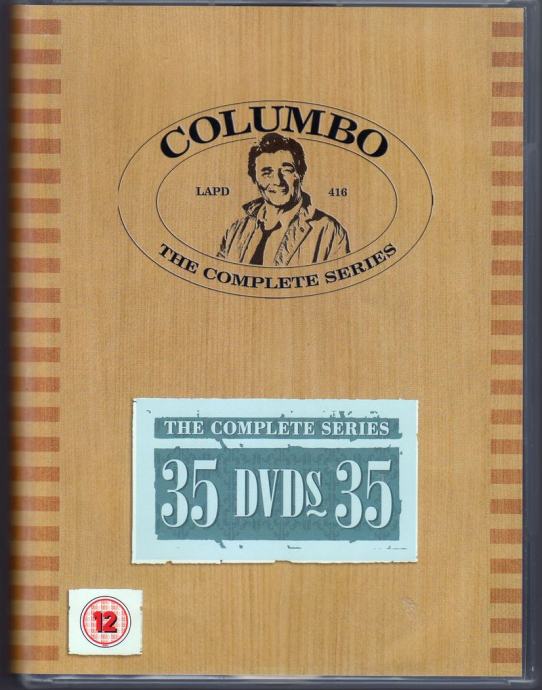 COLUMBO
LAPD 416
THE COMPLETE SERIES
THE COMPLETE SERIES
35 DVDs 35
12